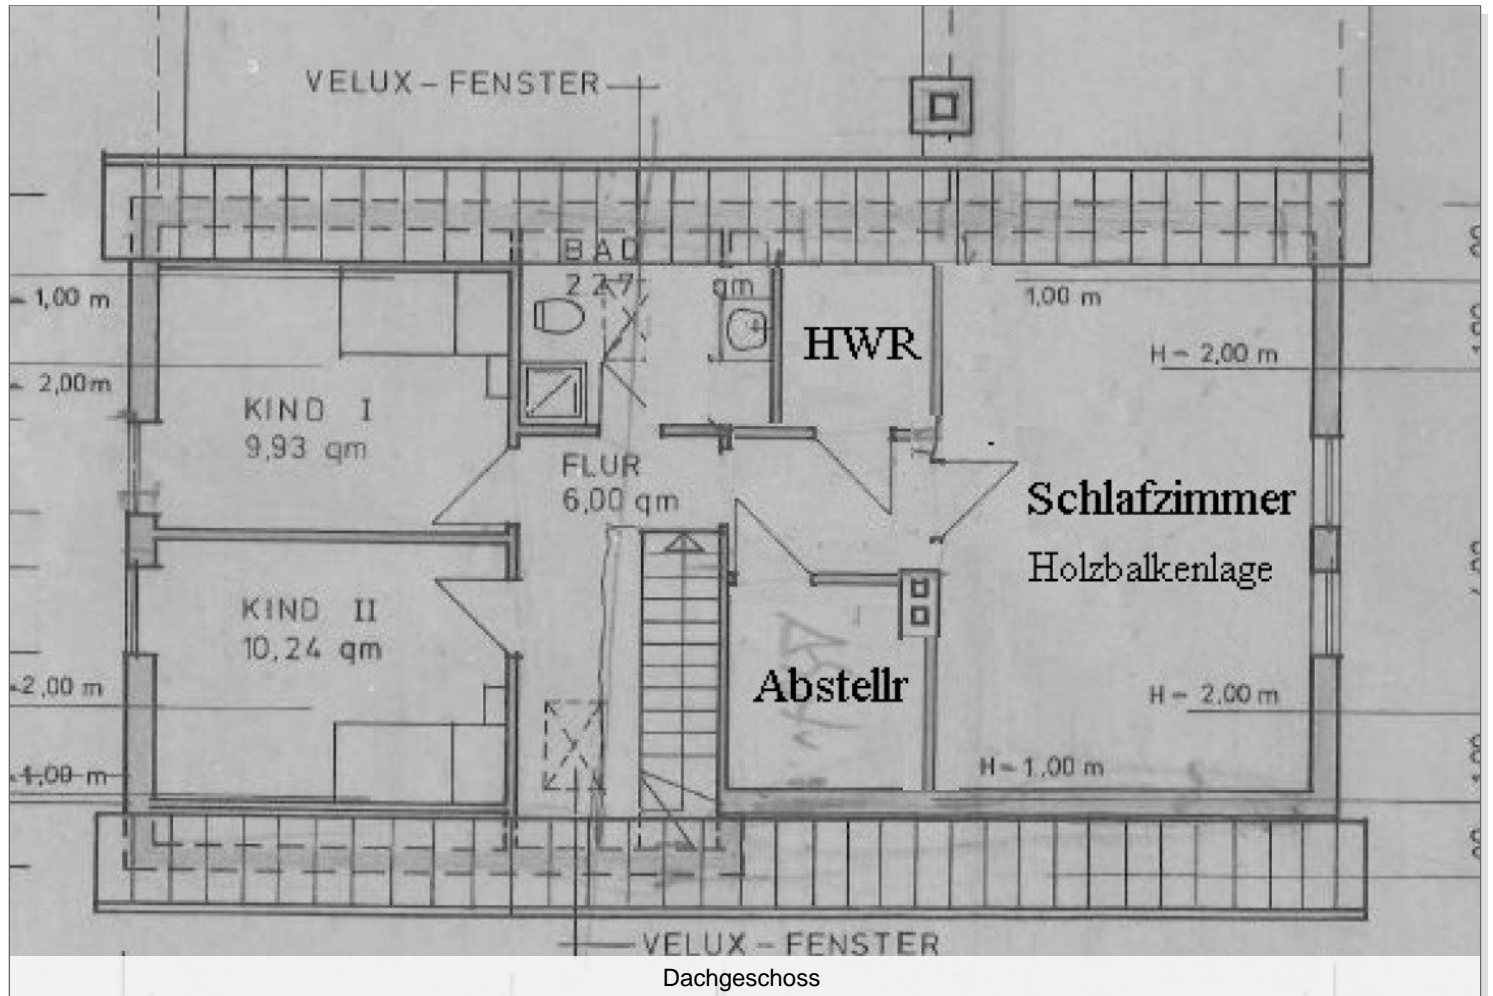 VELUX – FENSTER
BAD
2 27 qm
1,00 m
1,00 m
HWR
H = 2,00 m
2,00 m
KIND I
9,93 qm
FLUR
6,00 qm
Schlafzimmer
Holzbalkenlage
KIND II
10,24 qm
Abstellr
2,00 m
H = 2,00 m
1,00 m
H = 1,00 m
VELUX – FENSTER
Dachgeschoss